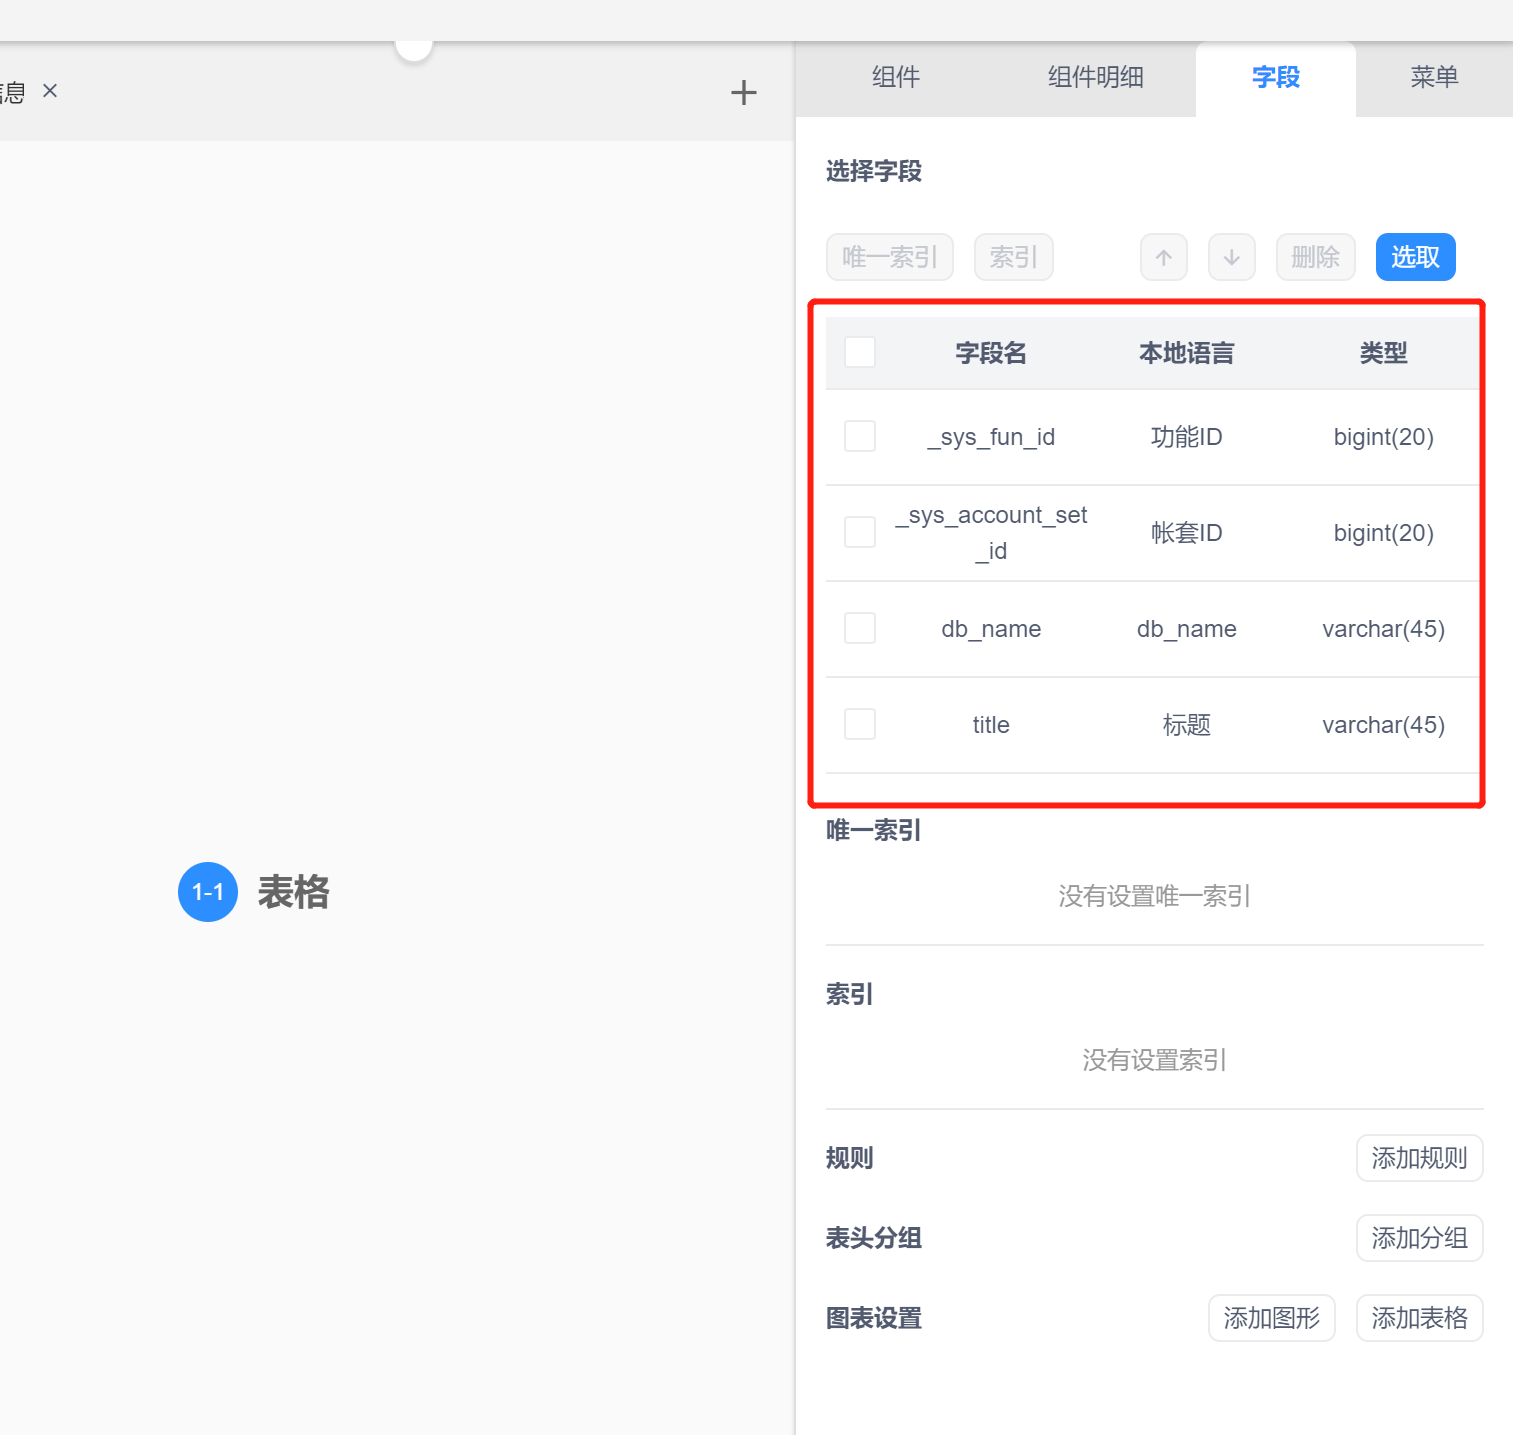 信息 ×
+
组件 组件明细 字段 菜单
选择字段
唯一索引 索引 ↑ ↓ 删除 选取
字段名 本地语言 类型
_sys_fun_id 功能ID bigint(20)
_sys_account_set
_id 帐套ID bigint(20)
db_name db_name varchar(45)
title 标题 varchar(45)
唯一索引
1-1 表格
没有设置唯一索引
索引
没有设置索引
规则 添加规则
表头分组 添加分组
图表设置 添加图形 添加表格